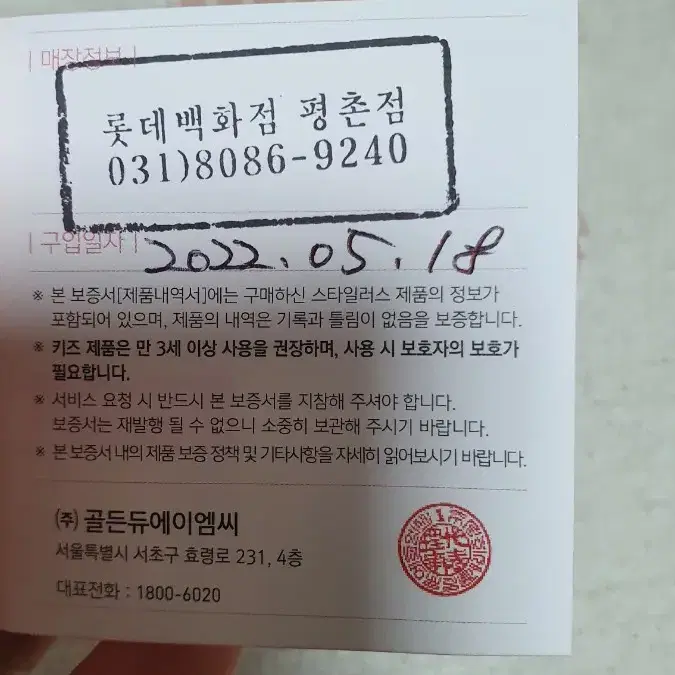 | 매장정보 |
롯데백화점 평촌점
031)8086-9240
| 구입일자 | 2022.05.18
※ 본 보증서[제품내역서]에는 구매하신 스타일러스 제품의 정보가
포함되어 있으며, 제품의 내역은 기록과 틀림이 없음을 보증합니다.
※ 키즈 제품은 만 3세 이상 사용을 권장하며, 사용 시 보호자의 보호가
필요합니다.
※ 서비스 요청 시 반드시 본 보증서를 지참해 주셔야 합니다.
보증서는 재발행 될 수 없으니 소중히 보관해 주시기 바랍니다.
※ 본 보증서 내의 제품 보증 정책 및 기타사항을 자세히 읽어보시기 바랍니다.
㈜ 골든듀에이엠씨
서울특별시 서초구 효령로 231, 4층
대표전화 : 1800-6020